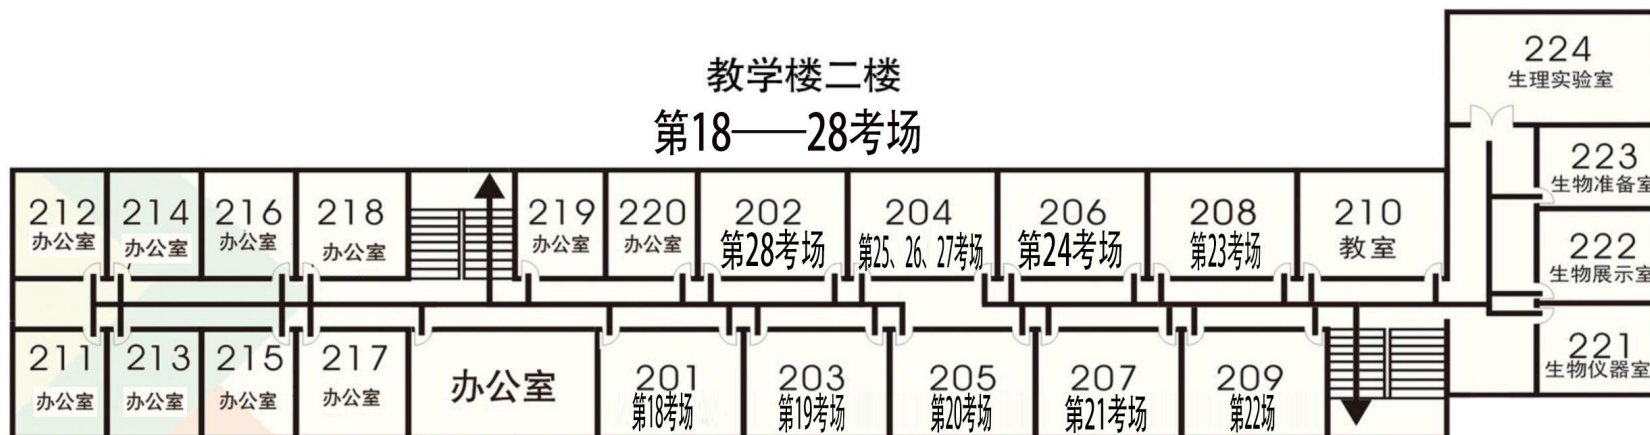 教学楼二楼
第18——28考场
224
生理实验室
223
生物准备室
222
生物展示室
221
生物仪器室
212
办公室
214
办公室
216
办公室
218
办公室
219
办公室
220
办公室
202
第28考场
204
第25、26、27考场
206
第24考场
208
第23考场
210
教室
211
办公室
213
办公室
215
办公室
217
办公室
办公室
201
第18考场
203
第19考场
205
第20考场
207
第21考场
209
第22场